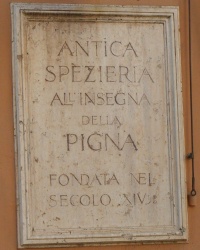 ANTICA
SPEZIERIA
ALL'INSEGNA
DELLA
PIGNA
FONDATA NEL
SECOLO XIV